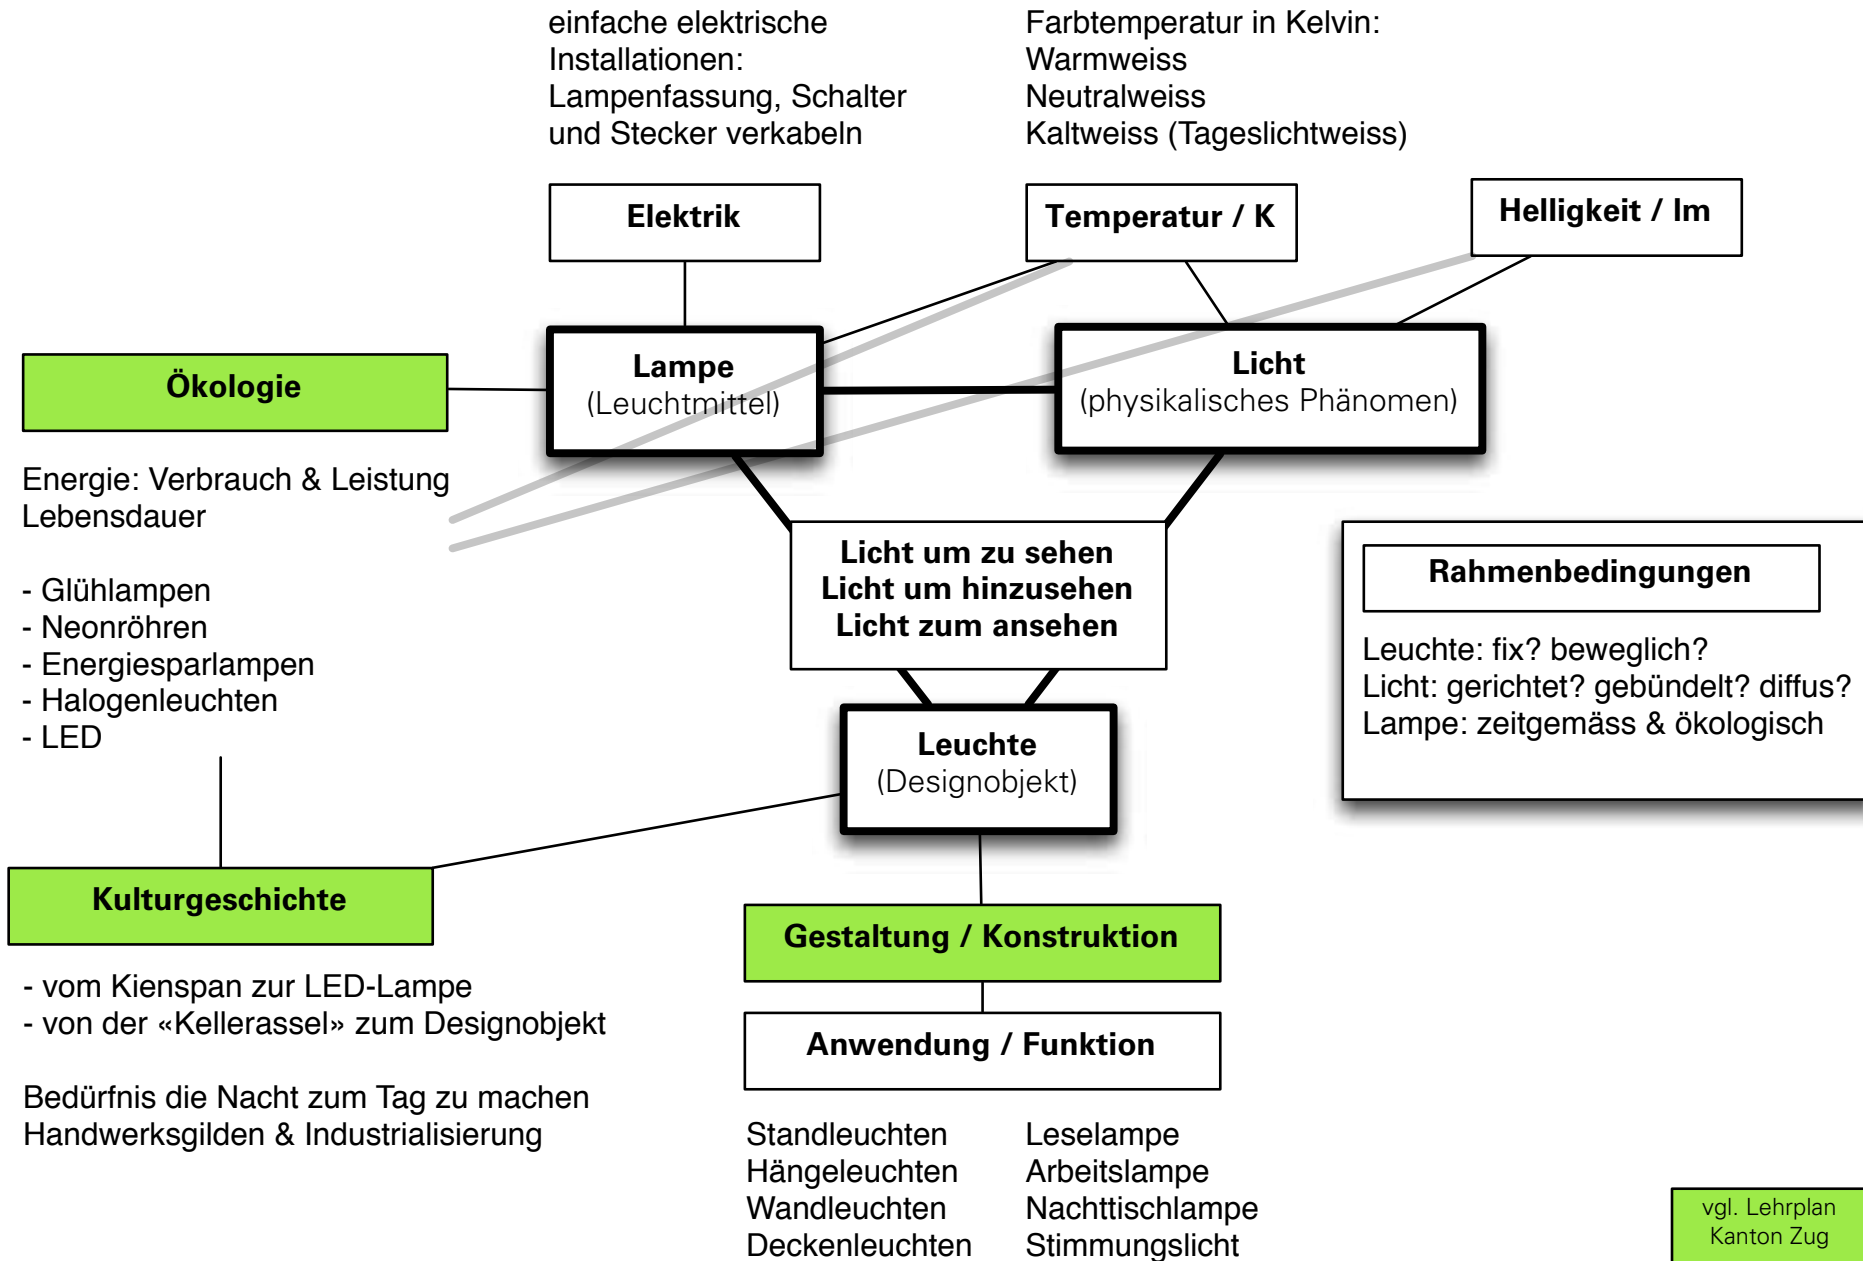 einfache elektrische
Installationen:
Lampenfassung, Schalter
und Stecker verkabeln
Farbtemperatur in Kelvin:
Warmweiss
Neutralweiss
Kaltweiss (Tageslichtweiss)
Elektrik
Temperatur / K
Helligkeit / lm
Ökologie
Lampe
(Leuchtmittel)
Licht
(physikalisches Phänomen)
Energie: Verbrauch & Leistung
Lebensdauer
- Glühlampen
- Neonröhren
- Energiesparlampen
- Halogenleuchten
- LED
Licht um zu sehen
Licht um hinzusehen
Licht zum ansehen
Rahmenbedingungen
Leuchte: fix? beweglich?
Licht: gerichtet? gebündelt? diffus?
Lampe: zeitgemäss & ökologisch
Leuchte
(Designobjekt)
Kulturgeschichte
- vom Kienspan zur LED-Lampe
- von der «Kellerassel» zum Designobjekt
Bedürfnis die Nacht zum Tag zu machen
Handwerksgilden & Industrialisierung
Gestaltung / Konstruktion
Anwendung / Funktion
Standleuchten
Hängeleuchten
Wandleuchten
Deckenleuchten
Leselampe
Arbeitslampe
Nachttischlampe
Stimmungslicht
vgl. Lehrplan
Kanton Zug